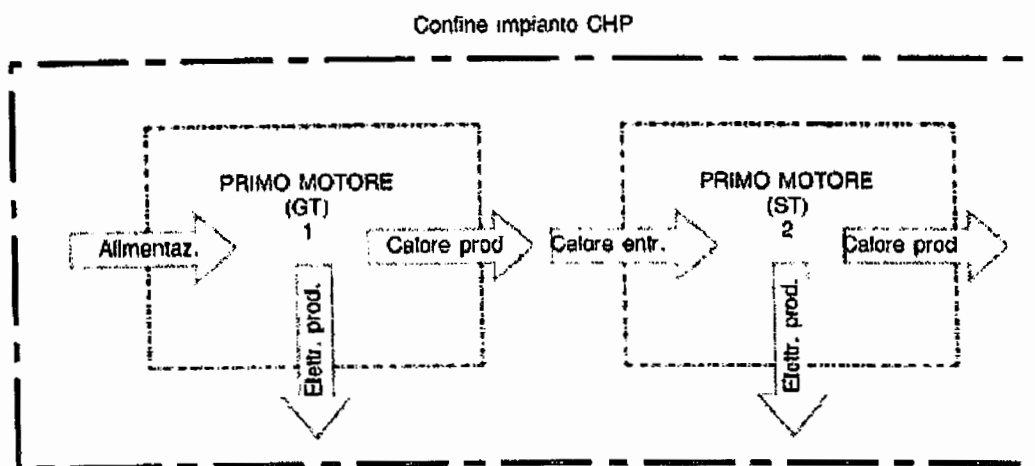 Confine impianto CHP
PRIMO MOTORE
(GT)
1
PRIMO MOTORE
(ST)
2
Alimentaz.
Calore prod
Calore entr.
Calore prod
Elettr. prod.
Elettr. prod.